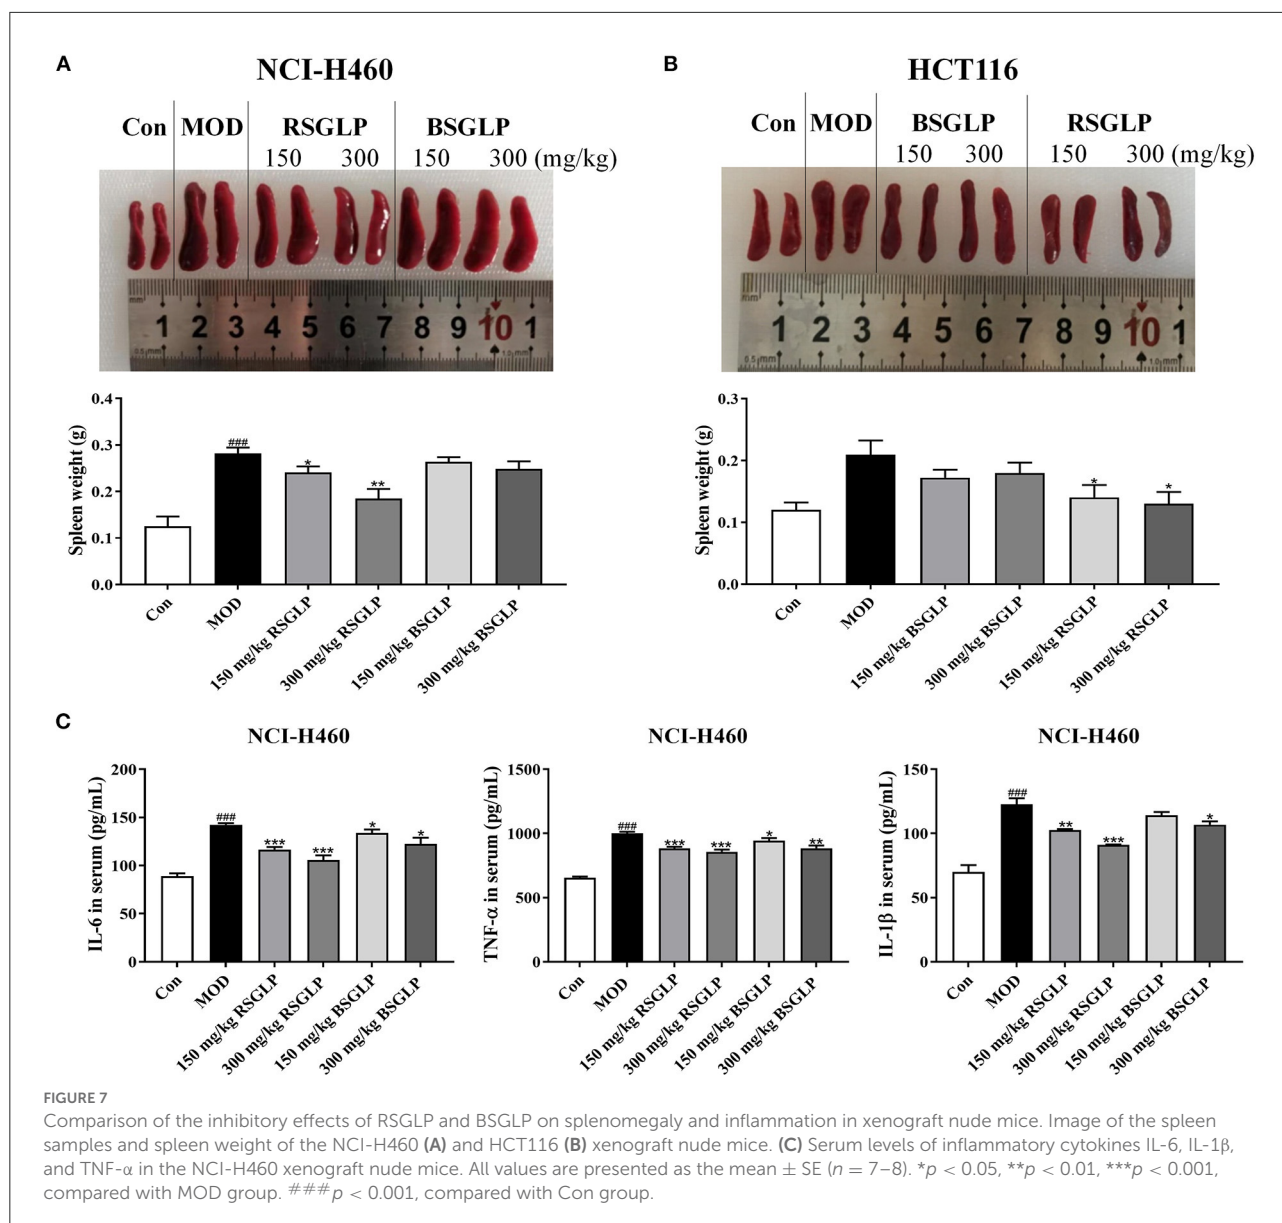 A
NCI-H460
Con MOD RSGLP BSGLP
150 300 150 300 (mg/kg)
mm 1 2 3 4 5 6 7 8 9 10 1
0.5 mm 1.0 mm
Spleen weight (g)
0.4
0.3
0.2
0.1
0.0
###
*
**
Con
MOD
150 mg/kg RSGLP
300 mg/kg RSGLP
150 mg/kg BSGLP
300 mg/kg BSGLP
B
HCT116
Con MOD BSGLP RSGLP
150 300 150 300 (mg/kg)
mm 1 2 3 4 5 6 7 8 9 10 1
0.5 mm 1.0 mm
Spleen weight (g)
0.3
0.2
0.1
0.0
*
*
Con
MOD
150 mg/kg BSGLP
300 mg/kg BSGLP
150 mg/kg RSGLP
300 mg/kg RSGLP
C
NCI-H460
IL-6 in serum (pg/mL)
200
150
100
50
0
###
***
***
*
*
Con
MOD
150 mg/kg RSGLP
300 mg/kg RSGLP
150 mg/kg BSGLP
300 mg/kg BSGLP
NCI-H460
TNF-α in serum (pg/mL)
1500
1000
500
0
###
***
***
*
**
Con
MOD
150 mg/kg RSGLP
300 mg/kg RSGLP
150 mg/kg BSGLP
300 mg/kg BSGLP
NCI-H460
IL-1β in serum (pg/mL)
150
100
50
0
###
**
***
*
Con
MOD
150 mg/kg RSGLP
300 mg/kg RSGLP
150 mg/kg BSGLP
300 mg/kg BSGLP
FIGURE 7
Comparison of the inhibitory effects of RSGLP and BSGLP on splenomegaly and inflammation in xenograft nude mice. Image of the spleen
samples and spleen weight of the NCI-H460 (A) and HCT116 (B) xenograft nude mice. (C) Serum levels of inflammatory cytokines IL-6, IL-1β,
and TNF-α in the NCI-H460 xenograft nude mice. All values are presented as the mean ± SE (n = 7–8). *p < 0.05, **p < 0.01, ***p < 0.001,
compared with MOD group. ###p < 0.001, compared with Con group.